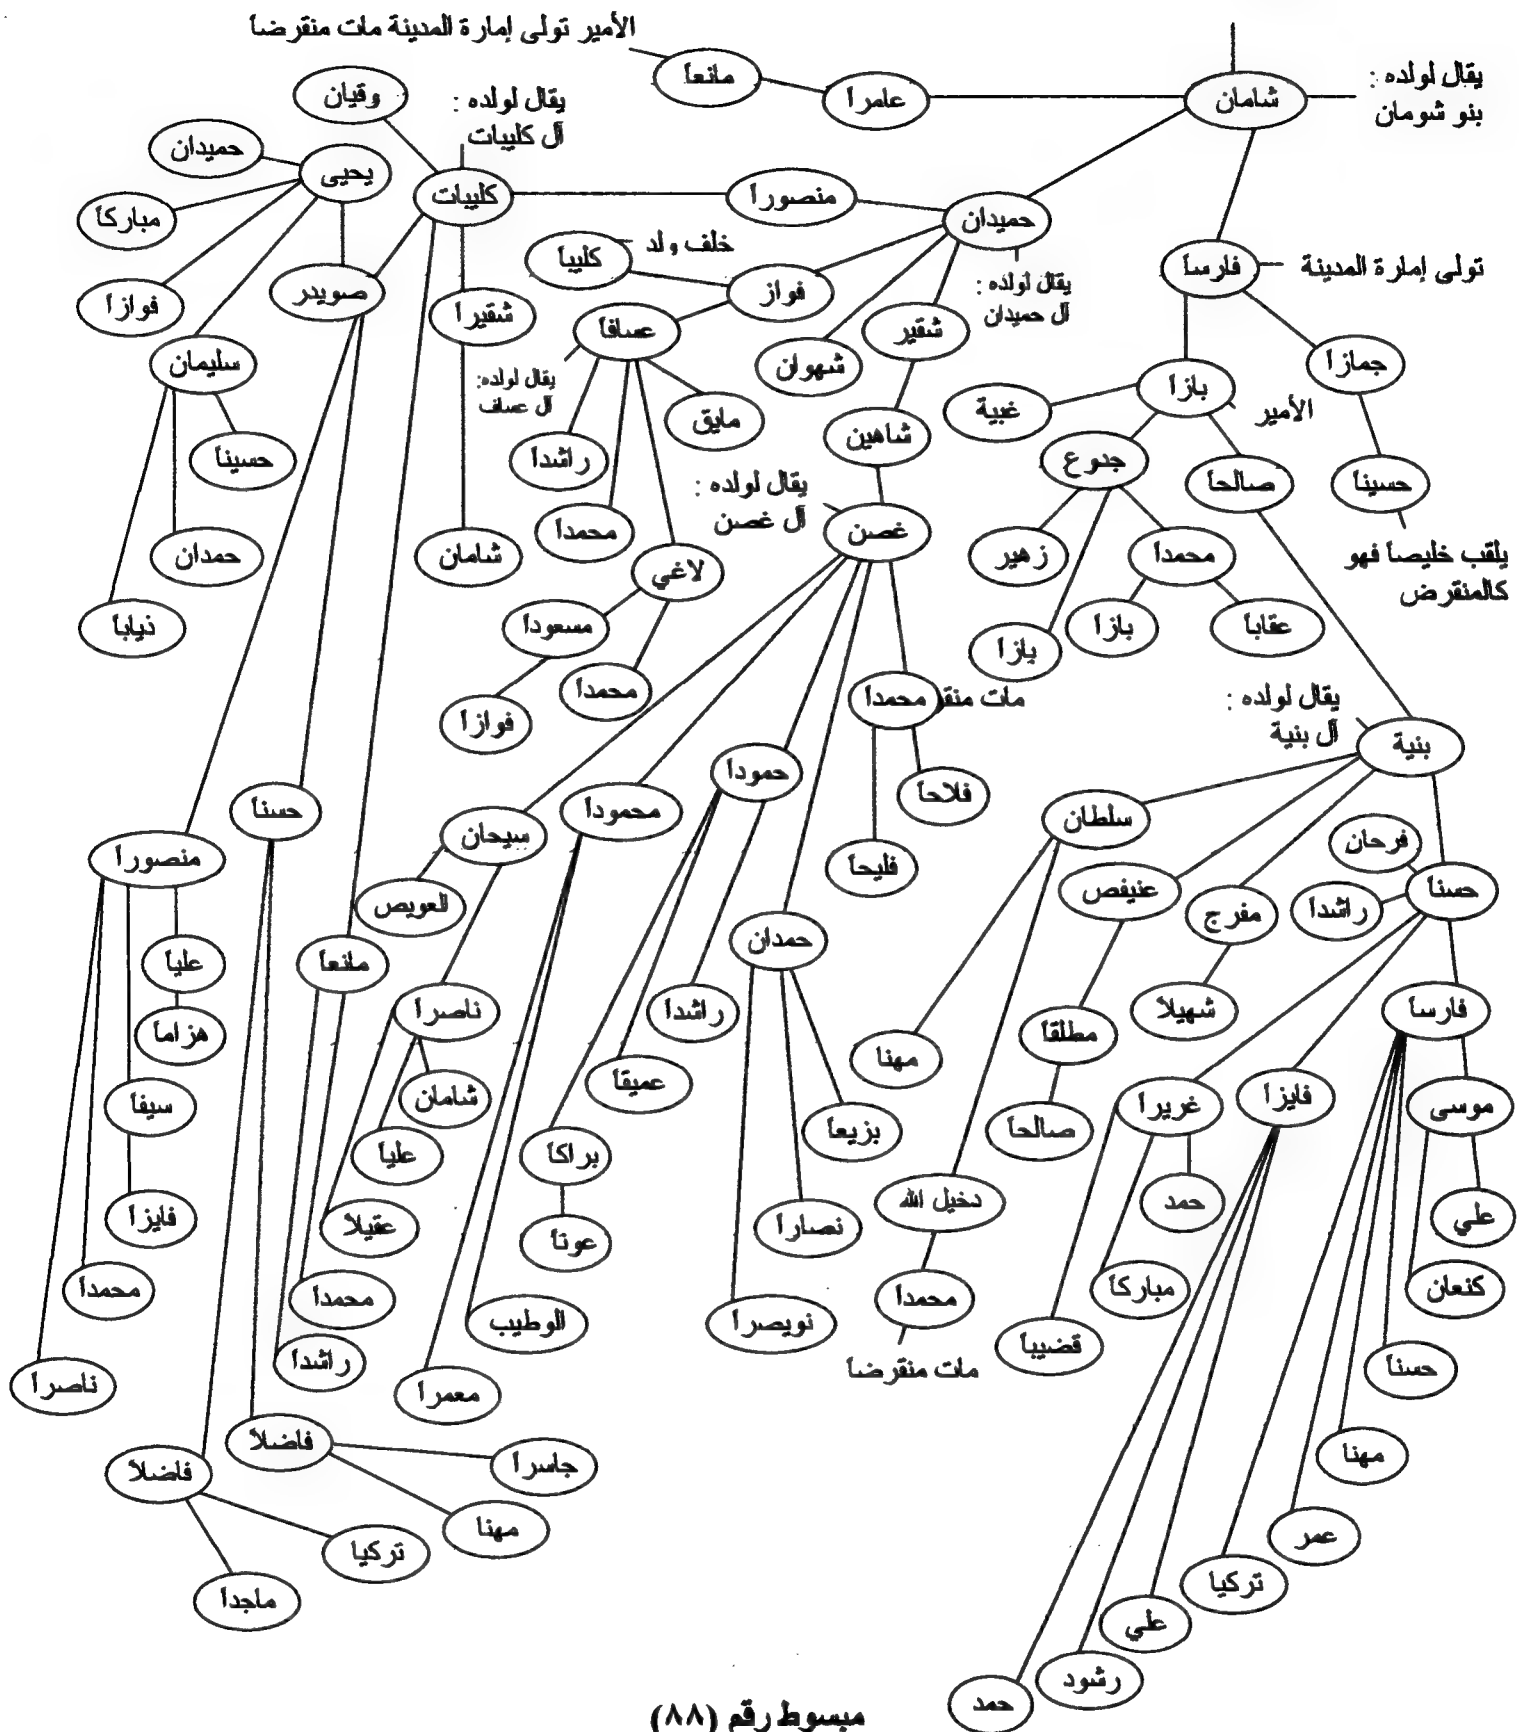 الأمير تولى إمارة المدينة مات منقرضا
مانعا
عامرا
شامان
يقال لولده :
بنو شومان
وقيان
يقال لولده :
آل كليبات
كليبات
منصورا
حميدان
يقال لولده :
آل حميدان
حميدان
يحيى
مباركا
فوازا
صويدر
سليمان
حسينا
حمدان
ذيابا
شقيرا
شامان
كليبا
خلف ولد
فواز
عسافا
يقال لولده:
آل عساف
راشدا
محمدا
مايق
لاغي
مسعودا
محمدا
فوازا
شهوان
شقير
شاهين
يقال لولده :
آل غصن
غصن
فارسا
تولى إمارة المدينة
جمازا
بازا
الأمير
غبية
جدوع
صالحا
حسينا
يلقب خليصا فهو
كالمنقرض
زهير
محمدا
بازا
بازا
عقابا
محمدا
مات منقر
فلاحا
فليحا
يقال لولده :
آل بنية
بنية
حمودا
محمودا
سيحان
العويص
حسنا
منصورا
عليا
هزاما
سيفا
فايزا
محمدا
ناصرا
مانعا
ناصرا
شامان
عليا
عقيلا
محمدا
راشدا
حمدان
راشدا
عميقا
براكا
عوتا
بزيعا
نصارا
نويصرا
الوطيب
معمرا
سلطان
عنيفص
مفرج
فرحان
راشدا
حسنا
شهيلا
مهنا
مطلقا
صالحا
دخيل الله
محمدا
مات منقرضا
فارسا
موسى
علي
كنعان
غريرا
فايزا
حمد
مباركا
قضيبا
حسنا
مهنا
عمر
تركيا
علي
رشود
حمد
فاضلا
جاسرا
مهنا
فاضلا
تركيا
ماجدا
مبسوط رقم (٨٨)